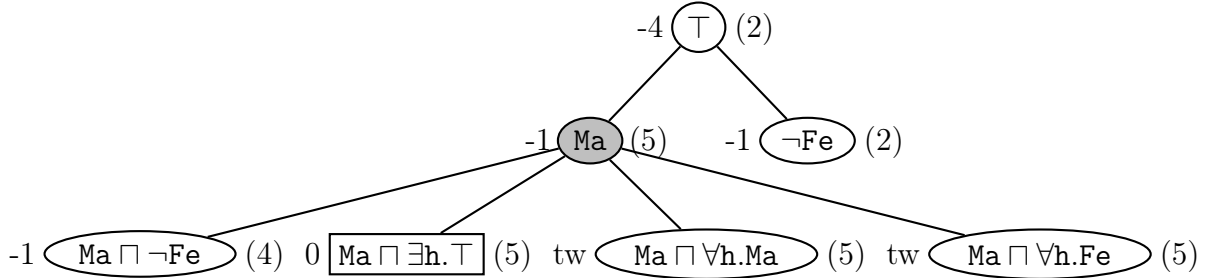 -4 ⊤ (2)
-1 Ma (5) -1 ¬Fe (2)
-1 Ma ⊓ ¬Fe (4) 0 Ma ⊓ ∃h.⊤ (5) tw Ma ⊓ ∀h.Ma (5) tw Ma ⊓ ∀h.Fe (5)